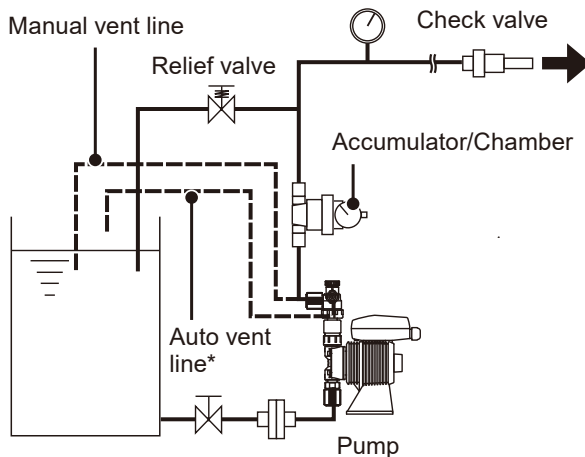 Manual vent line
Check valve
Relief valve
Accumulator/Chamber
Auto vent
line*
Pump